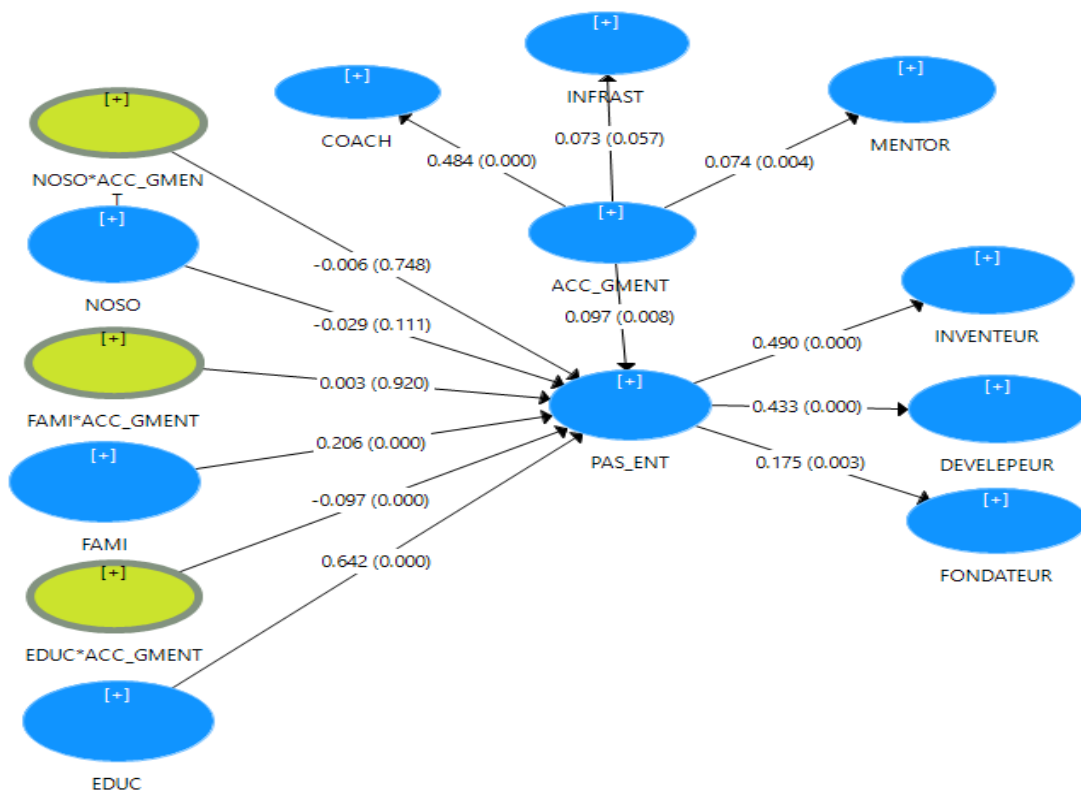 [+]
INFRAST
[+]
COACH
[+]
MENTOR
[+]
NOSO*ACC_GMEN
T
0.484 (0.000)
0.073 (0.057)
0.074 (0.004)
[+]
NOSO
[+]
ACC_GMENT
-0.006 (0.748)
-0.029 (0.111)
0.097 (0.008)
[+]
INVENTEUR
[+]
FAMI*ACC_GMENT
0.003 (0.920)
[+]
PAS_ENT
0.490 (0.000)
0.433 (0.000)
0.175 (0.003)
[+]
DEVELEPEUR
[+]
FAMI
0.206 (0.000)
-0.097 (0.000)
0.642 (0.000)
[+]
FONDATEUR
[+]
EDUC*ACC_GMENT
[+]
EDUC